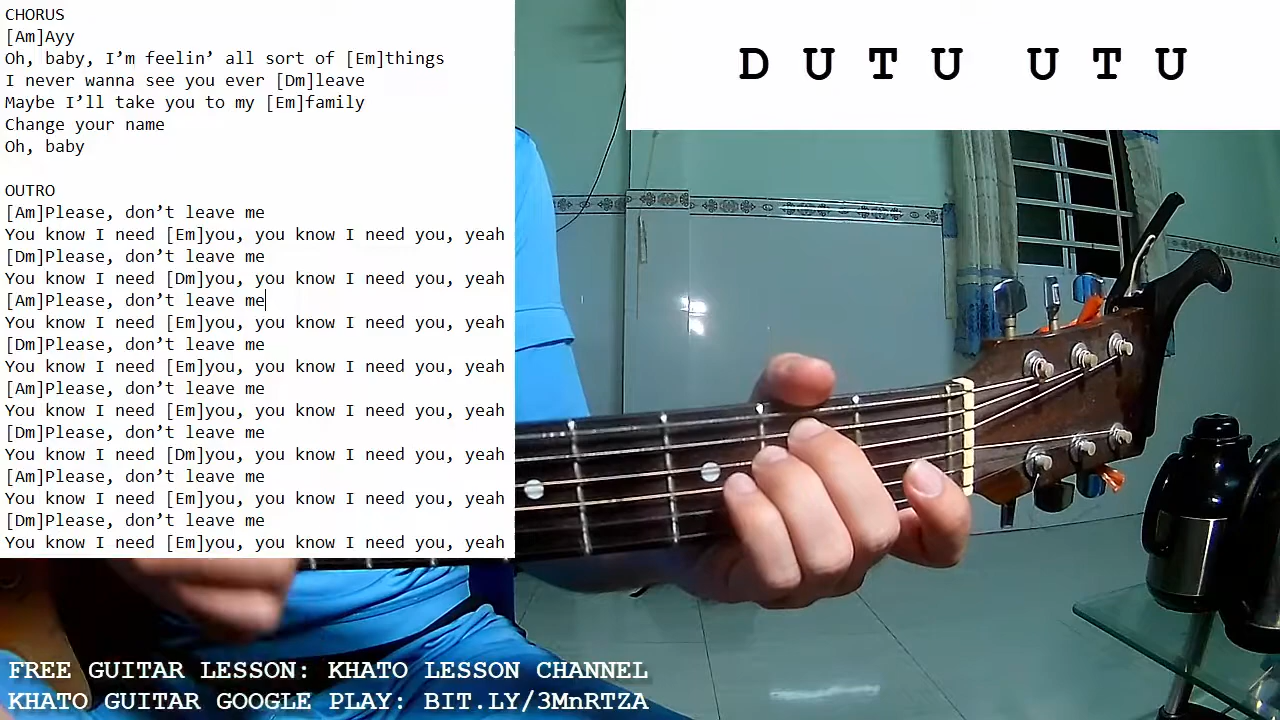 CHORUS
[Am]Ayy
Oh, baby, I’m feelin’ all sort of [Em]things
I never wanna see you ever [Dm]leave
Maybe I’ll take you to my [Em]family
Change your name
Oh, baby
OUTRO
[Am]Please, don’t leave me
You know I need [Em]you, you know I need you, yeah
[Dm]Please, don’t leave me
You know I need [Dm]you, you know I need you, yeah
[Am]Please, don’t leave me
You know I need [Em]you, you know I need you, yeah
[Dm]Please, don’t leave me
You know I need [Em]you, you know I need you, yeah
[Am]Please, don’t leave me
You know I need [Em]you, you know I need you, yeah
[Dm]Please, don’t leave me
You know I need [Dm]you, you know I need you, yeah
[Am]Please, don’t leave me
You know I need [Em]you, you know I need you, yeah
[Dm]Please, don’t leave me
You know I need [Em]you, you know I need you, yeah
D U T U U T U
FREE GUITAR LESSON: KHATO LESSON CHANNEL
KHATO GUITAR GOOGLE PLAY: BIT.LY/3MnRTZA